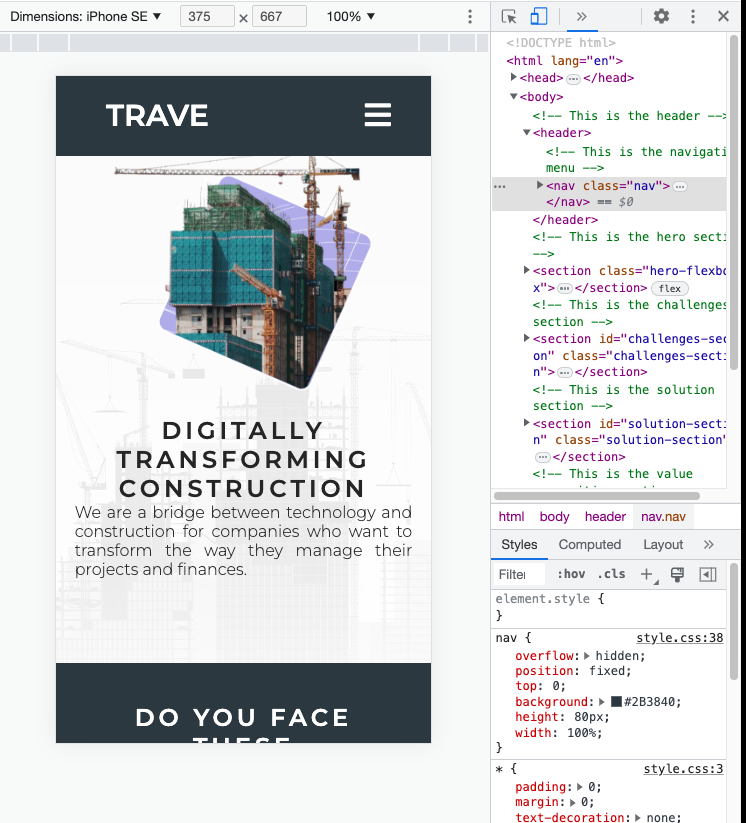 Dimensions: iPhone SE ▼ 375 × 667 100% ▼
TRAVE
DIGITALLY
TRANSFORMING
CONSTRUCTION
We are a bridge between technology and
construction for companies who want to
transform the way they manage their
projects and finances.
DO YOU FACE
THESE
<!DOCTYPE html>
<html lang="en">
<head> … </head>
<body>
<!-- This is the header -->
<header>
<!-- This is the navigati
menu -->
<nav class="nav"> …
</nav> == $0
</header>
<!-- This is the hero secti
-->
<section class="hero-flexbo
x"> … </section> flex
<!-- This is the challenges
section -->
<section id="challenges-sec
on" class="challenges-secti
n"> … </section>
<!-- This is the solution
section -->
<section id="solution-secti
n" class="solution-section"
… </section>
<!-- This is the value
html body header nav.nav
Styles Computed Layout »
Filter :hov .cls +
element.style {
}
nav { style.css:38
overflow: hidden;
position: fixed;
top: 0;
background: #2B3840;
height: 80px;
width: 100%;
}
* { style.css:3
padding: 0;
margin: 0;
text-decoration: none;